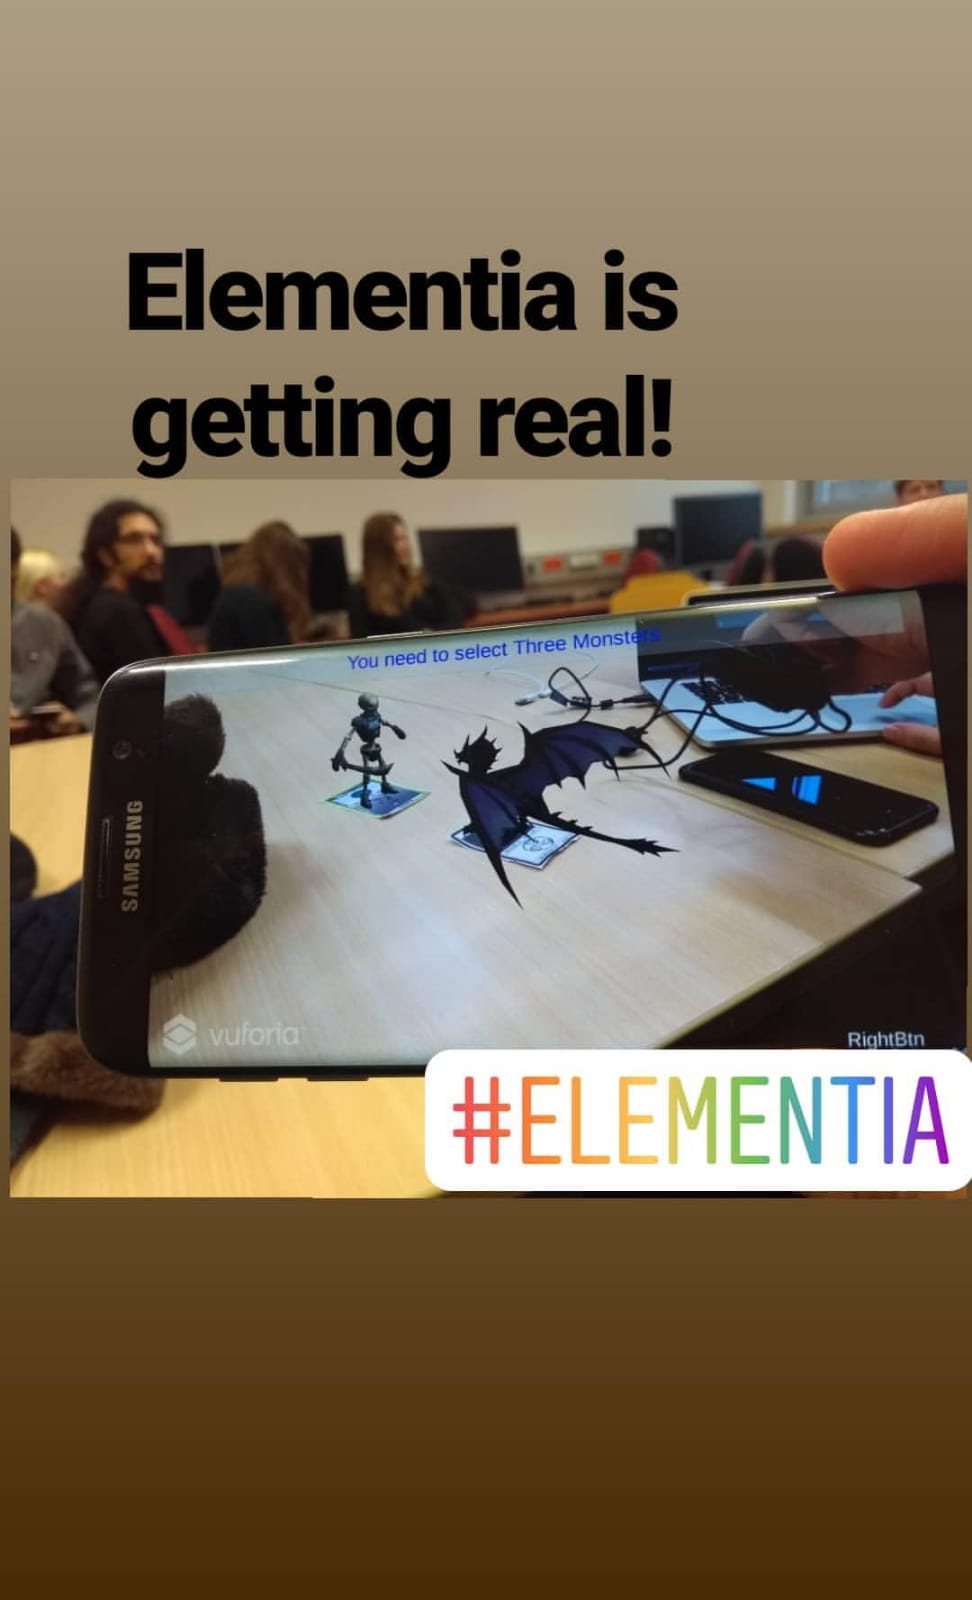 Elementia is
getting real!
You need to select Three Monsters
SAMSUNG
vuforia
RightBtn
#ELEMENTIA